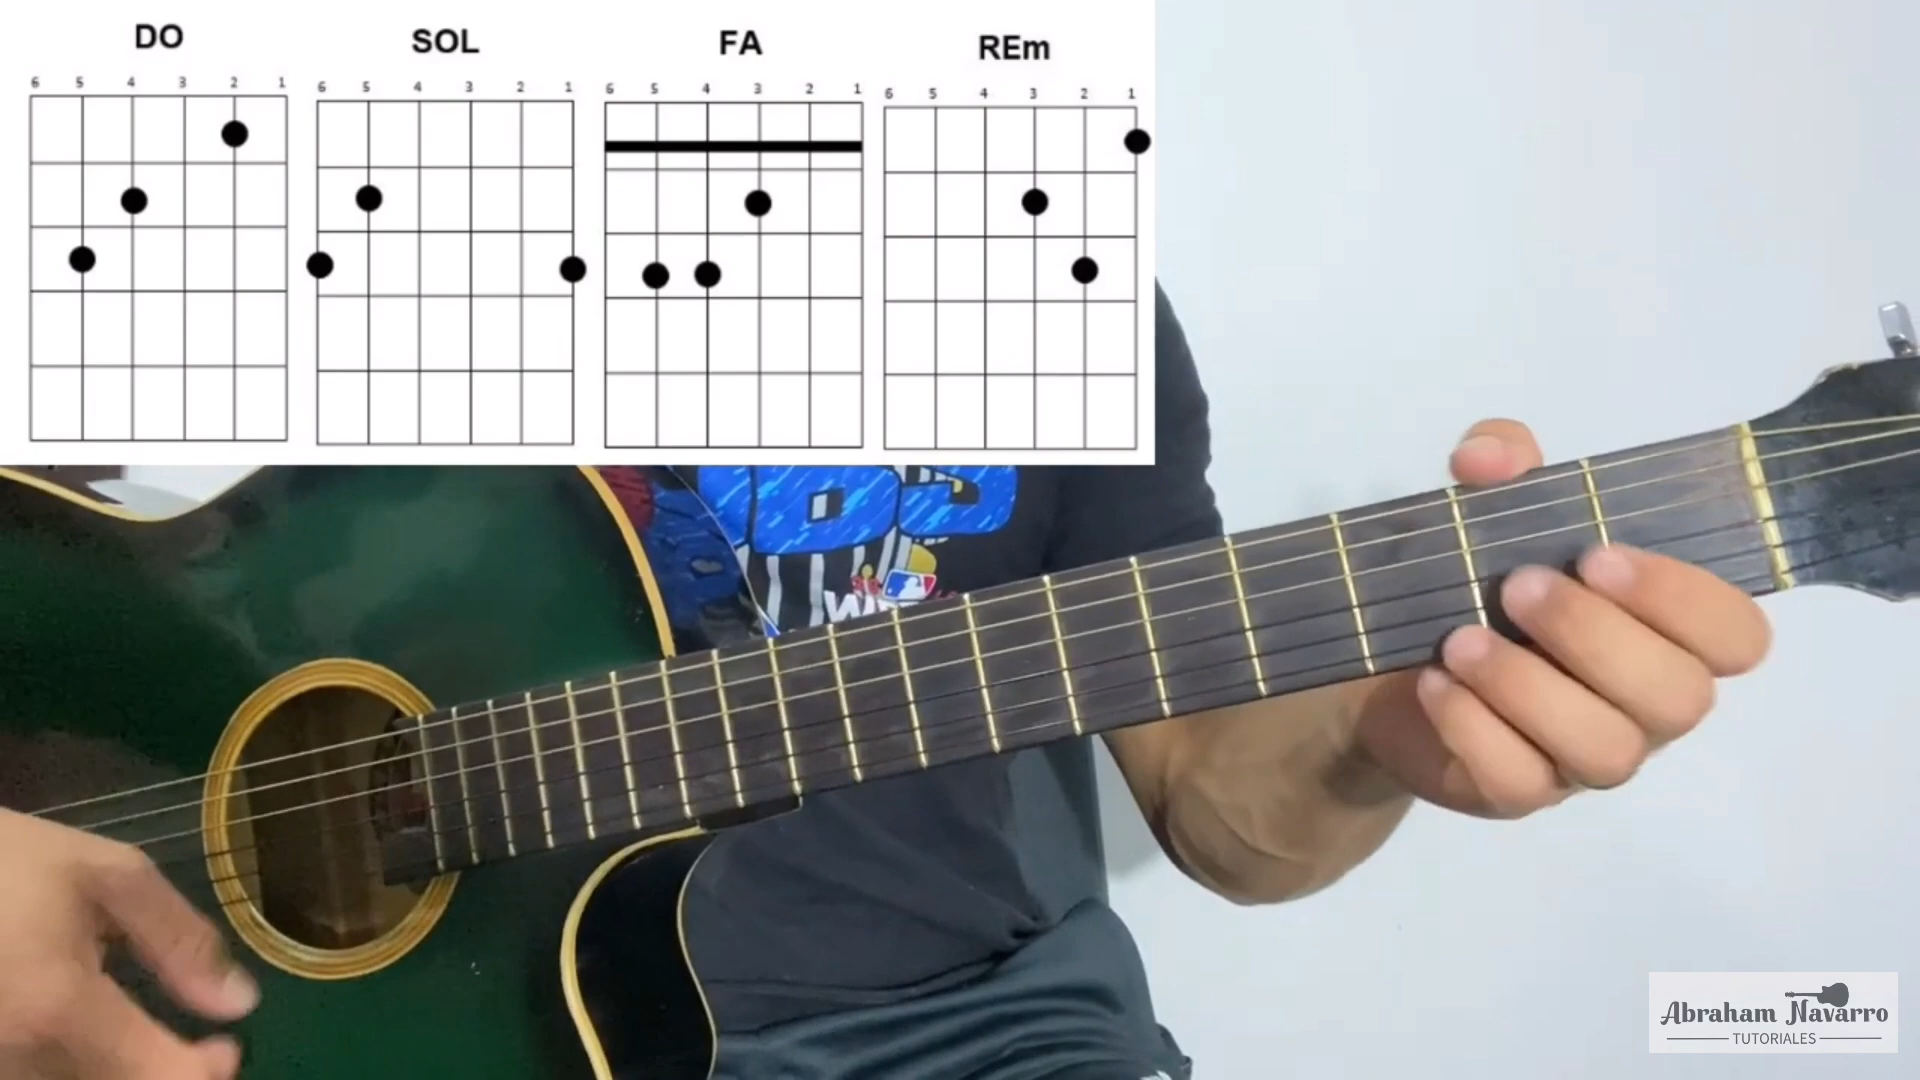 DO
SOL
FA
REm
6 5 4 3 2 1
6 5 4 3 2 1
6 5 4 3 2 1
6 5 4 3 2 1
Abraham Navarro
TUTORIALES